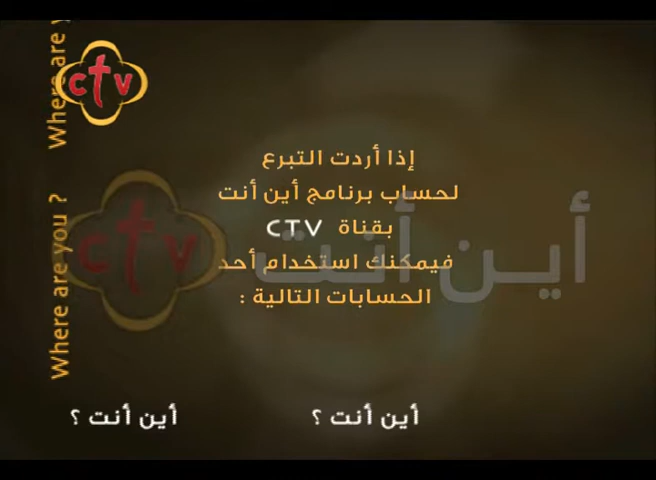 Where are y
ctv
إذا أردت التبرع
لحساب برنامج أين أنت
بقناة CTV
فيمكنك استخدام أحد
الحسابات التالية :
أين أنت
ctv
Where are you ?
أين أنت ؟
أين أنت ؟